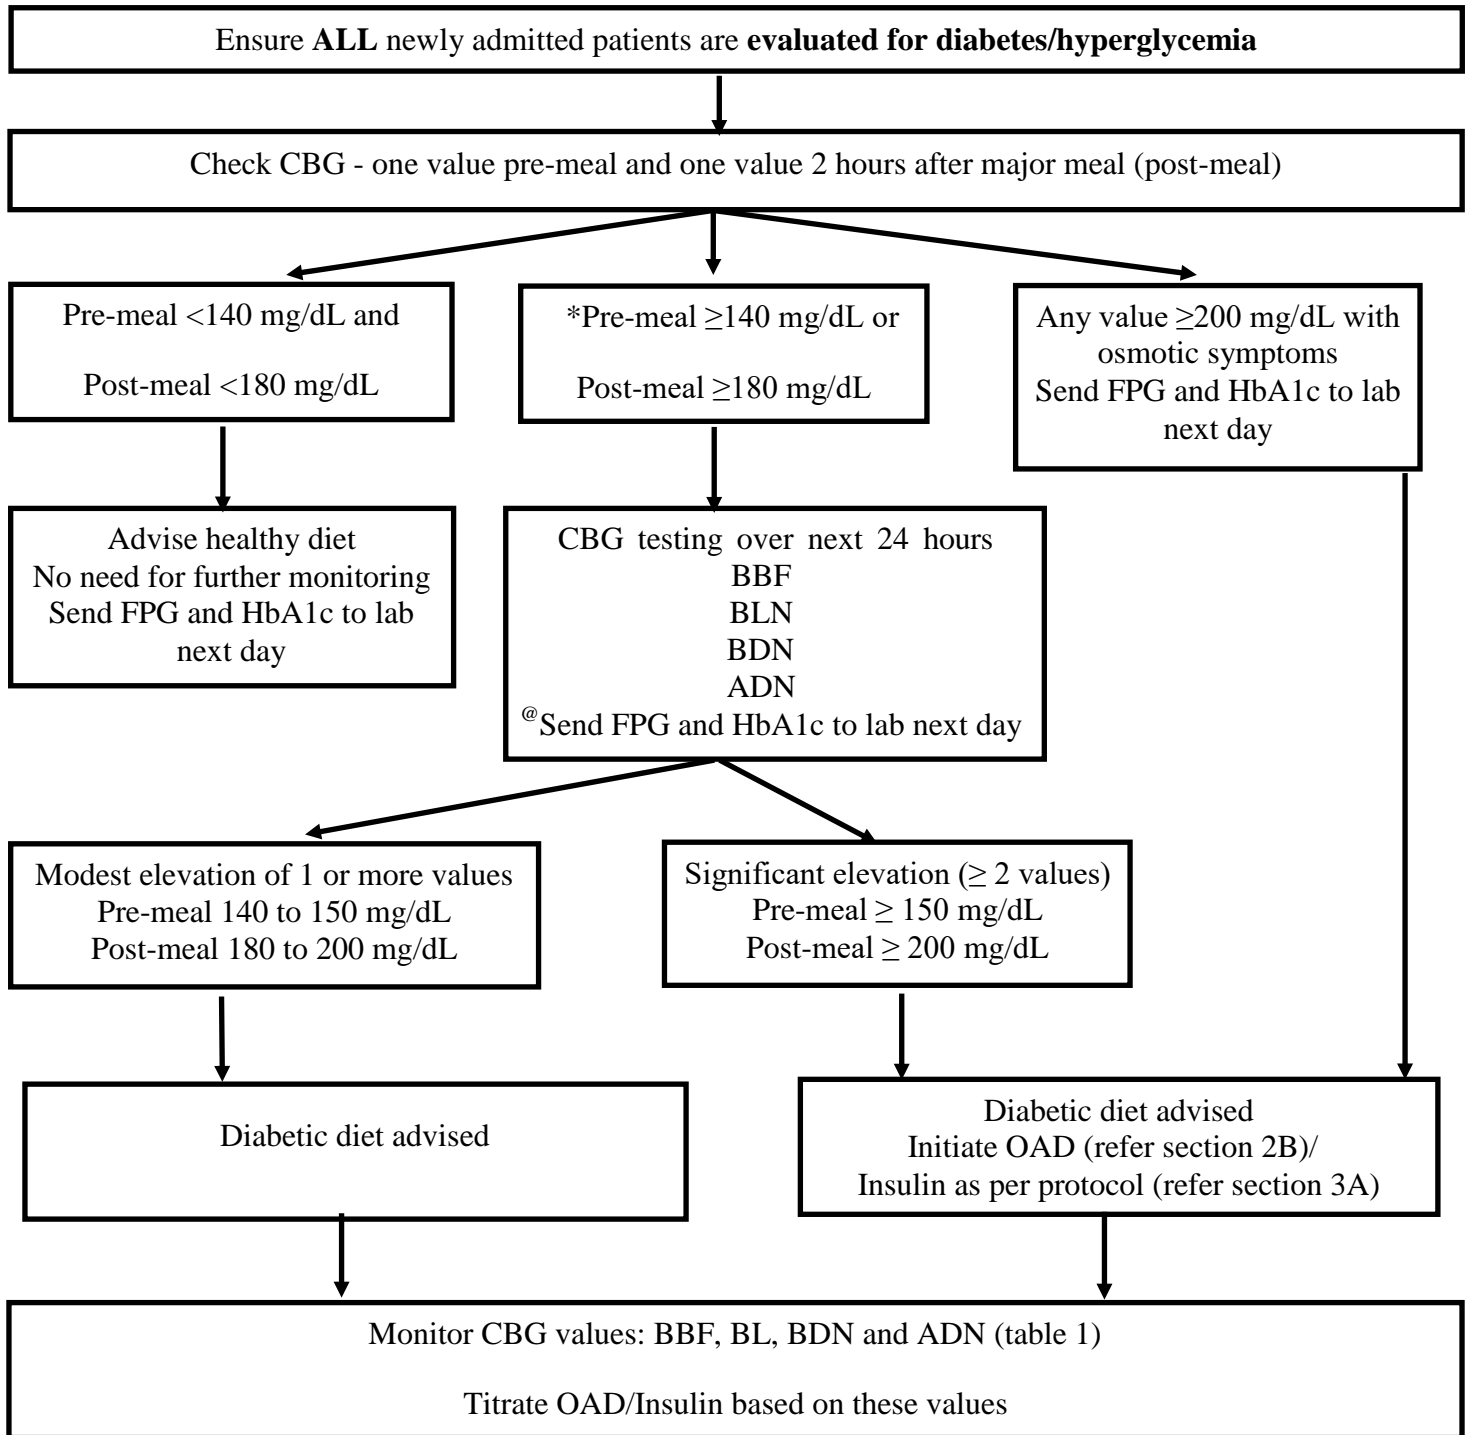 Ensure ALL newly admitted patients are evaluated for diabetes/hyperglycemia
Check CBG - one value pre-meal and one value 2 hours after major meal (post-meal)
Pre-meal <140 mg/dL and
Post-meal <180 mg/dL
*Pre-meal ≥140 mg/dL or
Post-meal ≥180 mg/dL
Any value ≥200 mg/dL with
osmotic symptoms
Send FPG and HbA1c to lab
next day
Advise healthy diet
No need for further monitoring
Send FPG and HbA1c to lab
next day
CBG testing over next 24 hours
BBF
BLN
BDN
ADN
@Send FPG and HbA1c to lab next day
Modest elevation of 1 or more values
Pre-meal 140 to 150 mg/dL
Post-meal 180 to 200 mg/dL
Significant elevation (≥ 2 values)
Pre-meal ≥ 150 mg/dL
Post-meal ≥ 200 mg/dL
Diabetic diet advised
Diabetic diet advised
Initiate OAD (refer section 2B)/
Insulin as per protocol (refer section 3A)
Monitor CBG values: BBF, BL, BDN and ADN (table 1)
Titrate OAD/Insulin based on these values